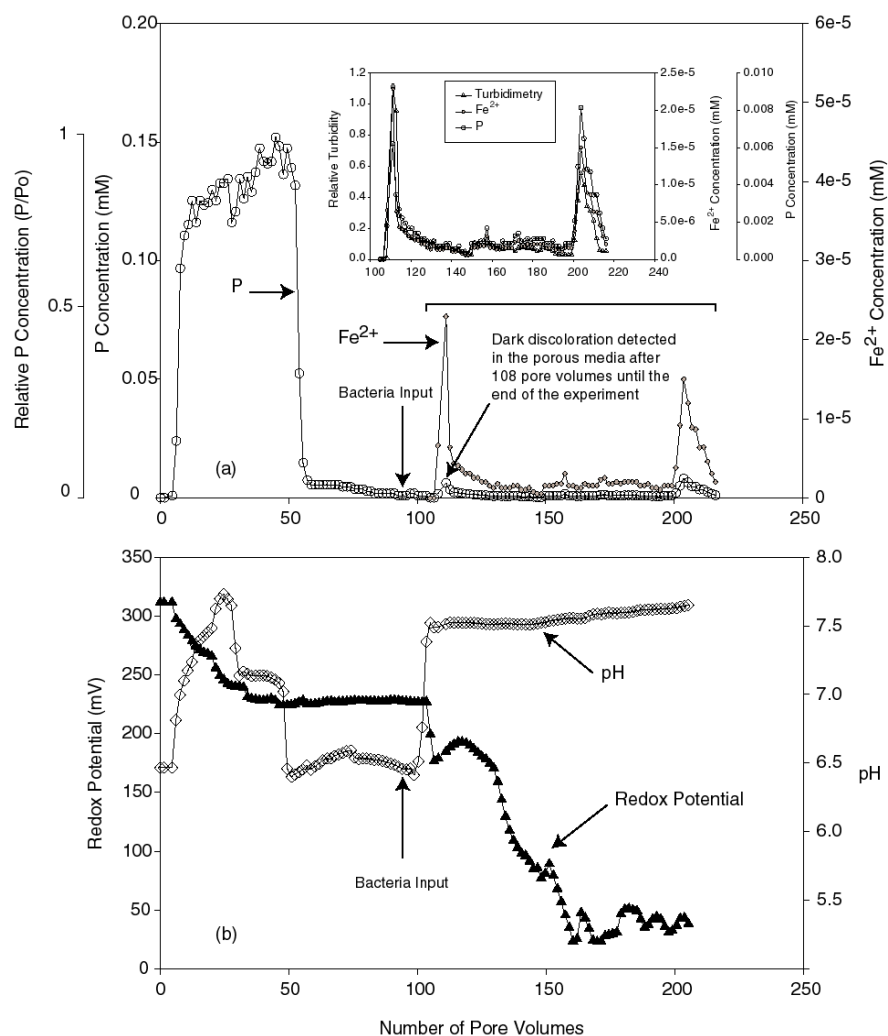 0.20
0.15
0.10
0.05
0
1
0.5
0
Relative P Concentration (P/Po)
P Concentration (mM)
6e-5
5e-5
4e-5
3e-5
2e-5
1e-5
0
Fe2+ Concentration (mM)
1.2
1.0
0.8
0.6
0.4
0.2
0.0
Relative Turbidiity
Turbidimetry
Fe2+
P
2.5e-5
2.0e-5
1.5e-5
1.0e-5
5.0e-6
0.0
Fe2+ Concentration (mM)
0.010
0.008
0.006
0.004
0.002
0.000
P Concentration (mM)
100 120 140 160 180 200 220 240
P
Fe2+
Bacteria Input
Dark discoloration detected
in the porous media after
108 pore volumes until the
end of the experiment
(a)
0 50 100 150 200 250
350
300
250
200
150
100
50
0
Redox Potential (mV)
8.0
7.5
7.0
6.5
6.0
5.5
pH
pH
Redox Potential
Bacteria Input
(b)
0 50 100 150 200 250
Number of Pore Volumes